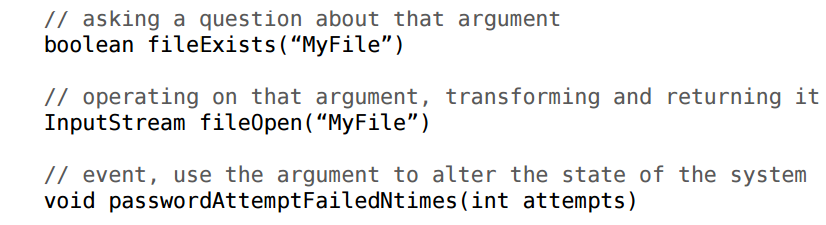 // asking a question about that argument
boolean fileExists(“MyFile”)
// operating on that argument, transforming and returning it
InputStream fileOpen(“MyFile”)
// event, use the argument to alter the state of the system
void passwordAttemptFailedNtimes(int attempts)